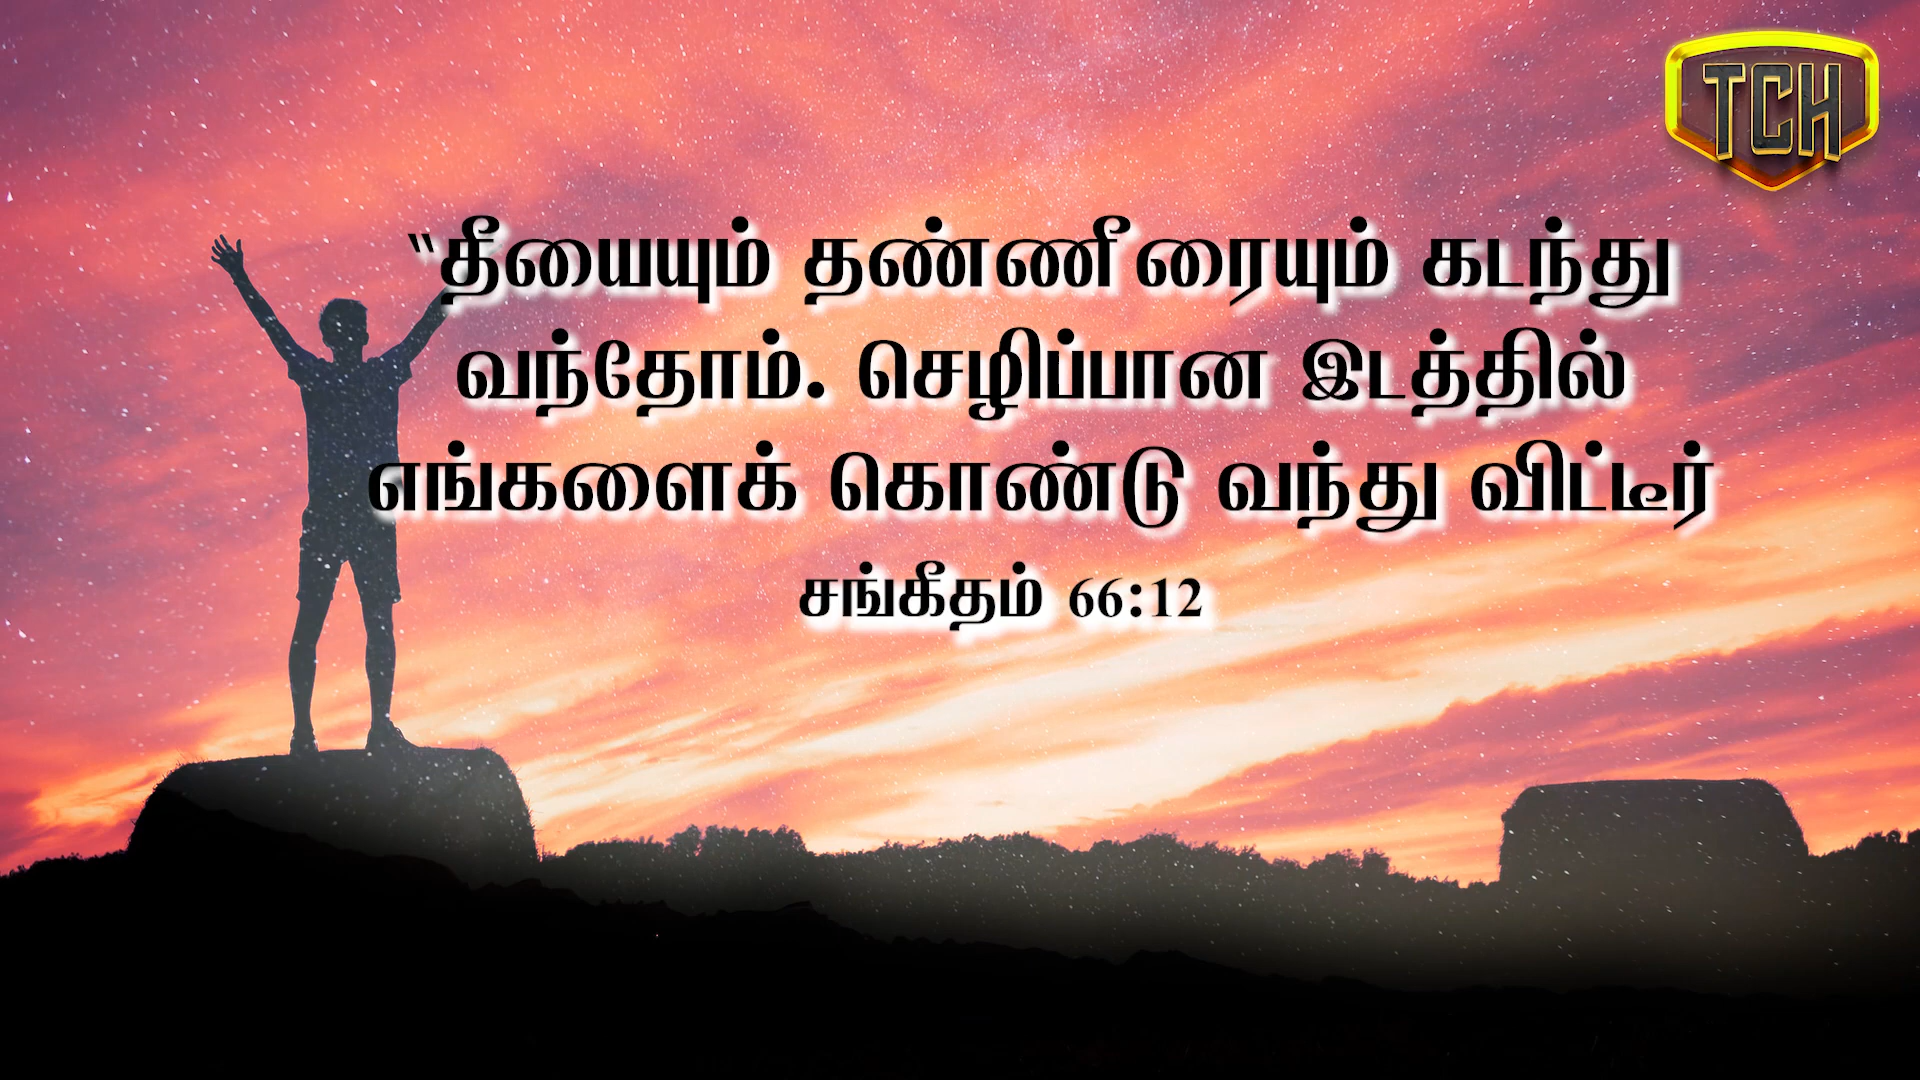 TCH
“தீயையும் தண்ணீரையும் கடந்து
வந்தோம். செழிப்பான இடத்தில்
எங்களைக் கொண்டு வந்து விட்டீர்
சங்கீதம் 66:12